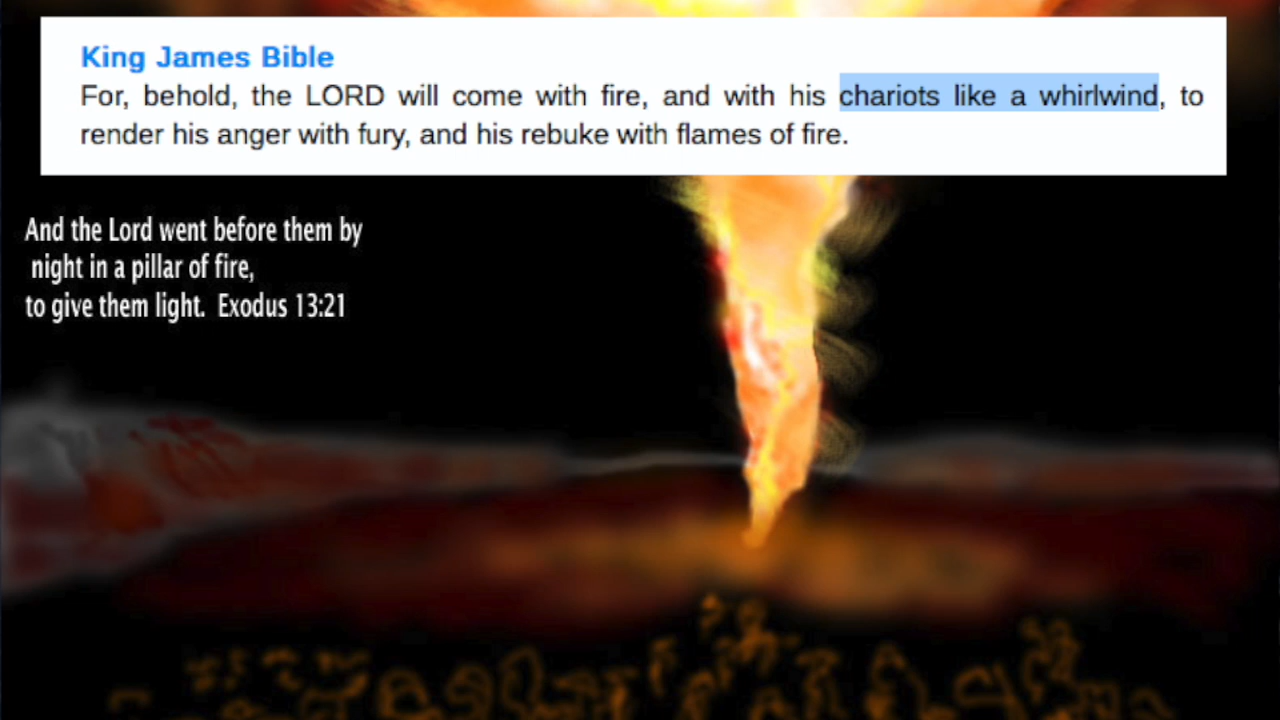 King James Bible
For, behold, the LORD will come with fire, and with his chariots like a whirlwind, to
render his anger with fury, and his rebuke with flames of fire.
And the Lord went before them by
night in a pillar of fire,
to give them light. Exodus 13:21